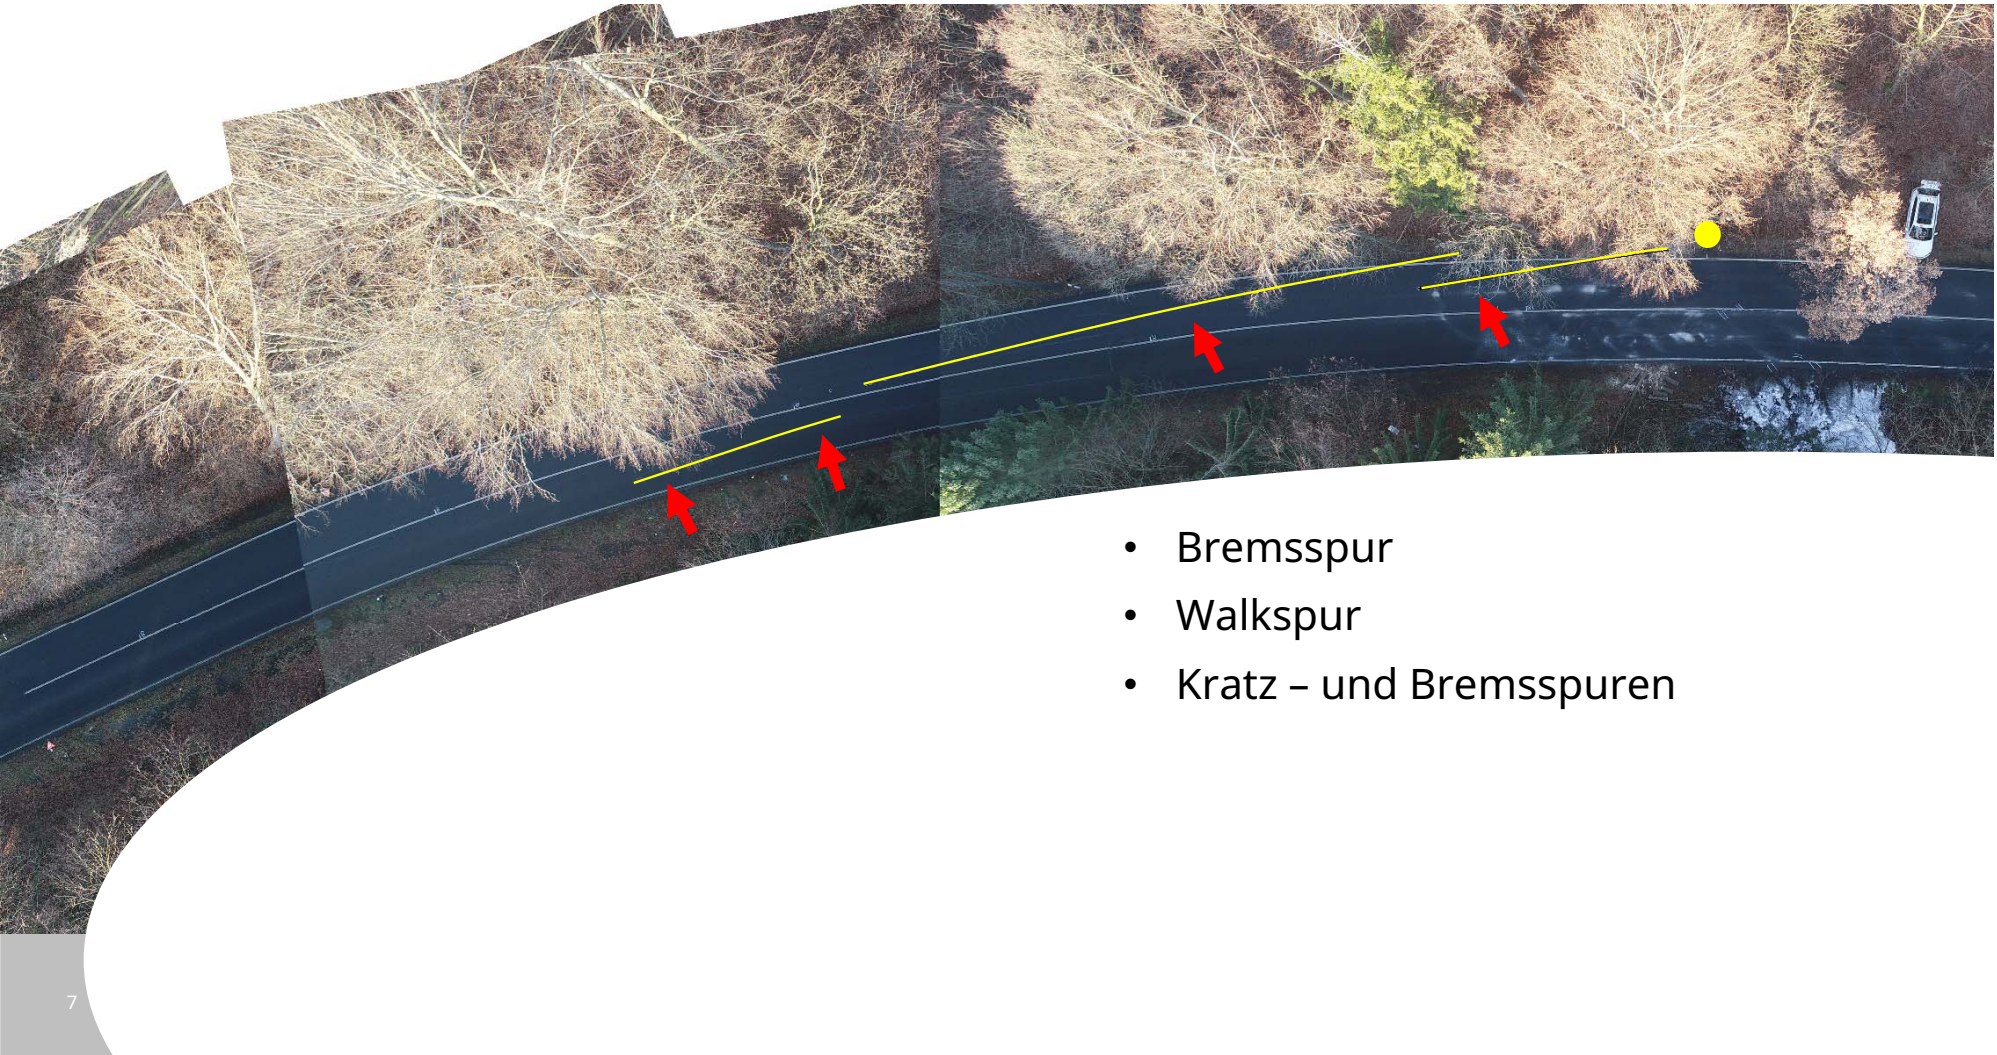 • Bremsspur
• Walkspur
• Kratz – und Bremsspuren
7